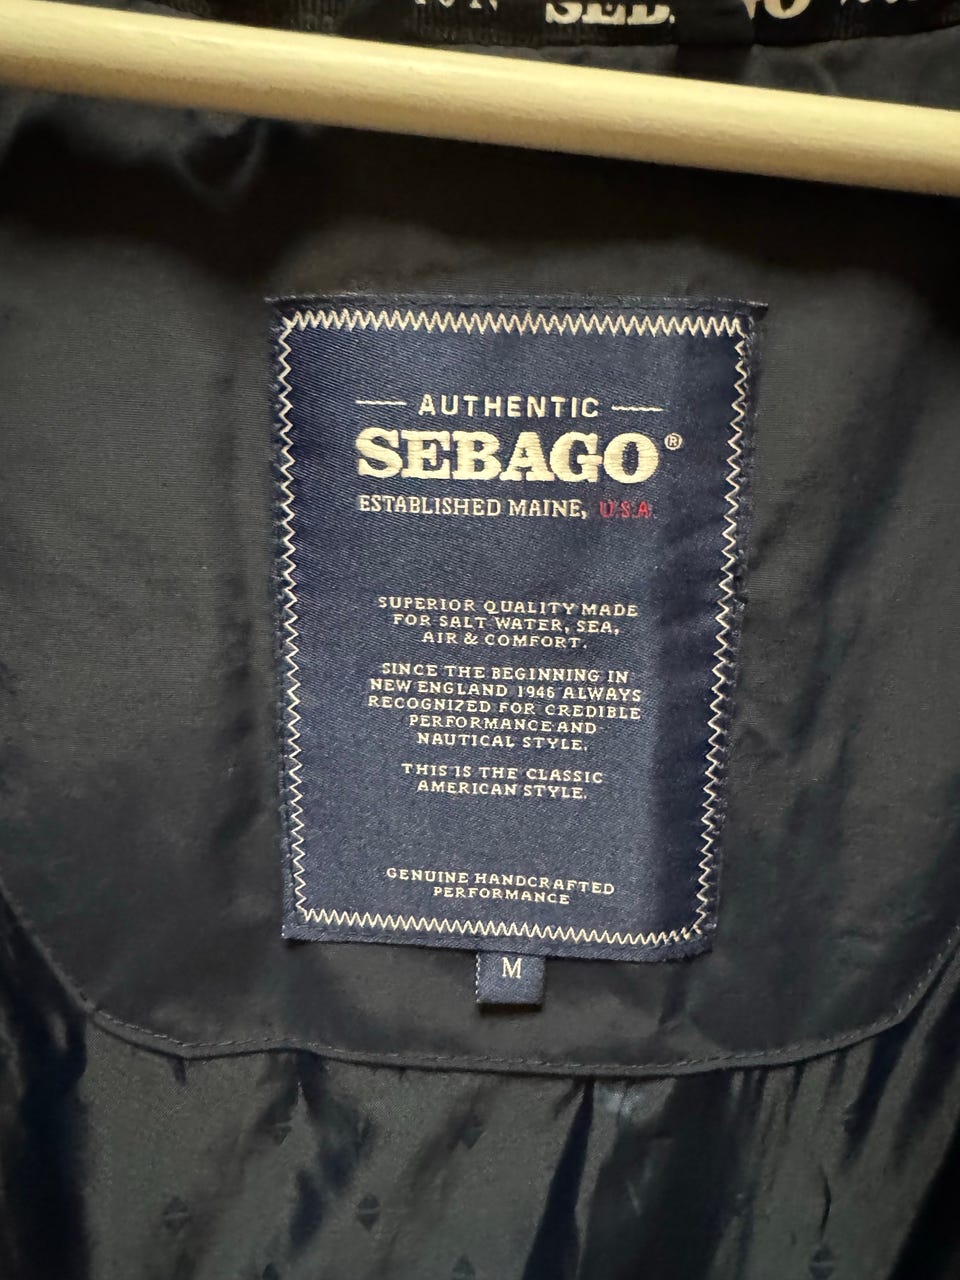 AUTHENTIC
SEBAGO®
ESTABLISHED MAINE, USA
SUPERIOR QUALITY MADE
FOR SALT WATER, SEA,
AIR & COMFORT.
SINCE THE BEGINNING IN
NEW ENGLAND 1946 ALWAYS
RECOGNIZED FOR CREDIBLE
PERFORMANCE AND
NAUTICAL STYLE.
THIS IS THE CLASSIC
AMERICAN STYLE.
GENUINE HANDCRAFTED
PERFORMANCE
M